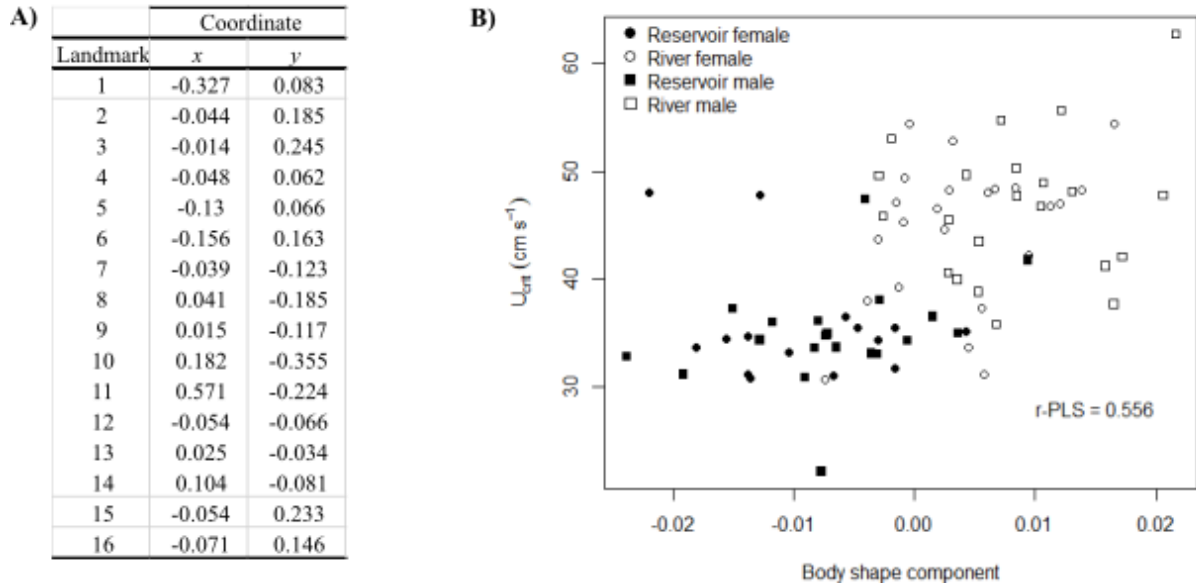 A)
Coordinate
Landmark x y
1 -0.327 0.083
2 -0.044 0.185
3 -0.014 0.245
4 -0.048 0.062
5 -0.13 0.066
6 -0.156 0.163
7 -0.039 -0.123
8 0.041 -0.185
9 0.015 -0.117
10 0.182 -0.355
11 0.571 -0.224
12 -0.054 -0.066
13 0.025 -0.034
14 0.104 -0.081
15 -0.054 0.233
16 -0.071 0.146
B)
Reservoir female
River female
Reservoir male
River male
60
50
40
30
Ucrit (cm s⁻¹)
r-PLS = 0.556
-0.02 -0.01 0.00 0.01 0.02
Body shape component